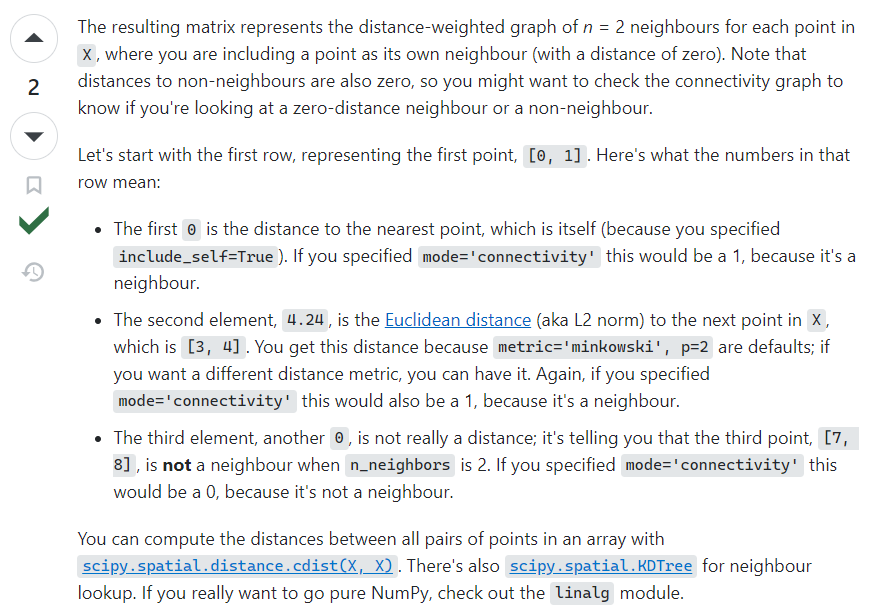 The resulting matrix represents the distance-weighted graph of n = 2 neighbours for each point in
X, where you are including a point as its own neighbour (with a distance of zero). Note that
distances to non-neighbours are also zero, so you might want to check the connectivity graph to
2
know if you're looking at a zero-distance neighbour or a non-neighbour.
Let's start with the first row, representing the first point, [0, 1]. Here's what the numbers in that
row mean:
• The first 0 is the distance to the nearest point, which is itself (because you specified
include_self=True). If you specified mode='connectivity' this would be a 1, because it's a
neighbour.
• The second element, 4.24, is the Euclidean distance (aka L2 norm) to the next point in X,
which is [3, 4]. You get this distance because metric='minkowski', p=2 are defaults; if
you want a different distance metric, you can have it. Again, if you specified
mode='connectivity' this would also be a 1, because it's a neighbour.
• The third element, another 0, is not really a distance; it's telling you that the third point, [7,
8], is not a neighbour when n_neighbors is 2. If you specified mode='connectivity' this
would be a 0, because it's not a neighbour.
You can compute the distances between all pairs of points in an array with
scipy.spatial.distance.cdist(X, X). There's also scipy.spatial.KDTree for neighbour
lookup. If you really want to go pure NumPy, check out the linalg module.